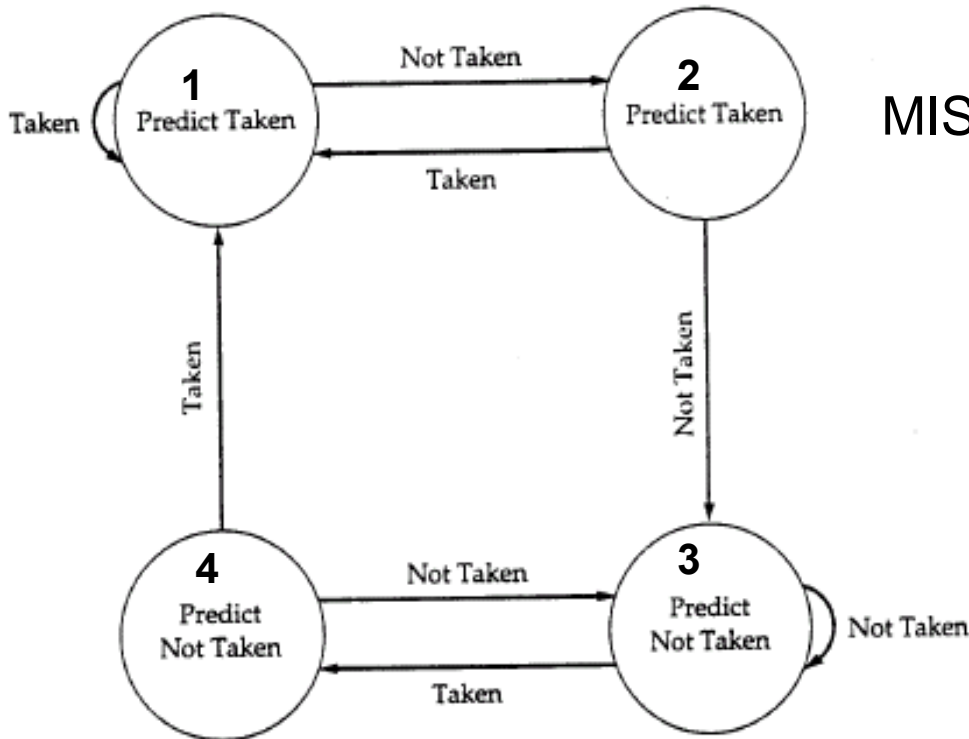 Not Taken
1
Predict Taken
2
Predict Taken
MIS
Taken
Taken
Taken
Not Taken
4
Predict
Not Taken
Not Taken
3
Predict
Not Taken
Not Taken
Taken